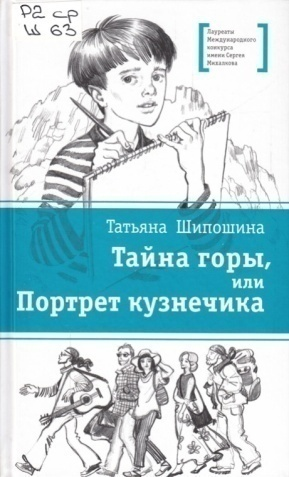 Р2 ср
Ш 63
Лауреаты
Международного
конкурса
имени Сергея
Михалкова
Татьяна Шипошина
Тайна горы,
или
Портрет кузнечика